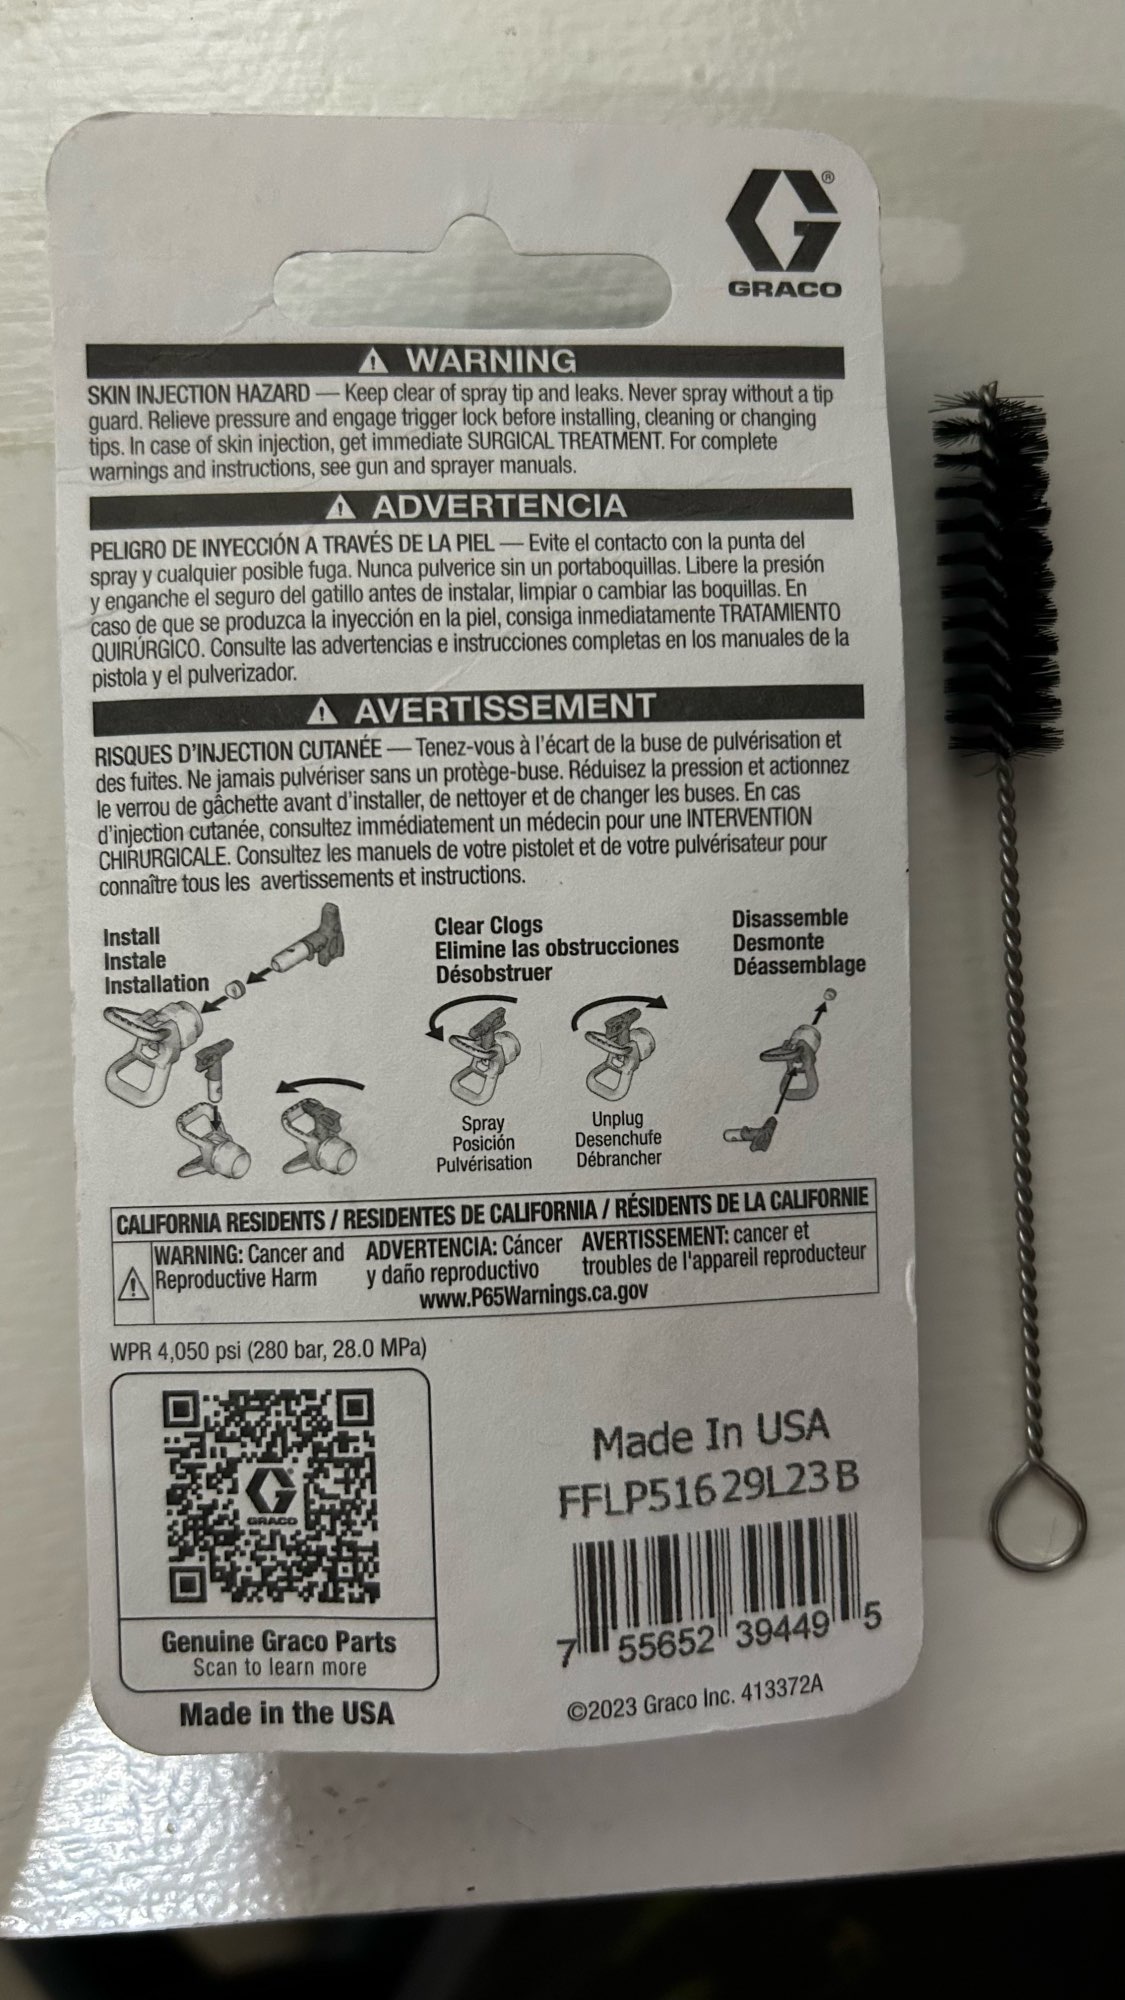 ®
GRACO
⚠ WARNING
SKIN INJECTION HAZARD — Keep clear of spray tip and leaks. Never spray without a tip
guard. Relieve pressure and engage trigger lock before installing, cleaning or changing
tips. In case of skin injection, get immediate SURGICAL TREATMENT. For complete
warnings and instructions, see gun and sprayer manuals.
⚠ ADVERTENCIA
PELIGRO DE INYECCIÓN A TRAVÉS DE LA PIEL — Evite el contacto con la punta del
spray y cualquier posible fuga. Nunca pulverice sin un portaboquillas. Libere la presión
y enganche el seguro del gatillo antes de instalar, limpiar o cambiar las boquillas. En
caso de que se produzca la inyección en la piel, consiga inmediatamente TRATAMIENTO
QUIRÚRGICO. Consulte las advertencias e instrucciones completas en los manuales de la
pistola y el pulverizador.
⚠ AVERTISSEMENT
RISQUES D'INJECTION CUTANÉE — Tenez-vous à l'écart de la buse de pulvérisation et
des fuites. Ne jamais pulvériser sans un protège-buse. Réduisez la pression et actionnez
le verrou de gâchette avant d'installer, de nettoyer et de changer les buses. En cas
d'injection cutanée, consultez immédiatement un médecin pour une INTERVENTION
CHIRURGICALE. Consultez les manuels de votre pistolet et de votre pulvérisateur pour
connaître tous les avertissements et instructions.
Install
Instale
Installation
Clear Clogs
Elimine las obstrucciones
Désobstruer
Disassemble
Desmonte
Déassemblage
Spray
Posición
Pulvérisation
Unplug
Desenchufe
Débrancher
CALIFORNIA RESIDENTS / RESIDENTES DE CALIFORNIA / RÉSIDENTS DE LA CALIFORNIE
WARNING: Cancer and
Reproductive Harm
ADVERTENCIA: Cáncer
y daño reproductivo
AVERTISSEMENT: cancer et
troubles de l'appareil reproducteur
www.P65Warnings.ca.gov
WPR 4,050 psi (280 bar, 28.0 MPa)
GRACO
Genuine Graco Parts
Scan to learn more
Made in the USA
Made In USA
FFLP516 29L23 B
7 55652 39449 5
©2023 Graco Inc. 413372A